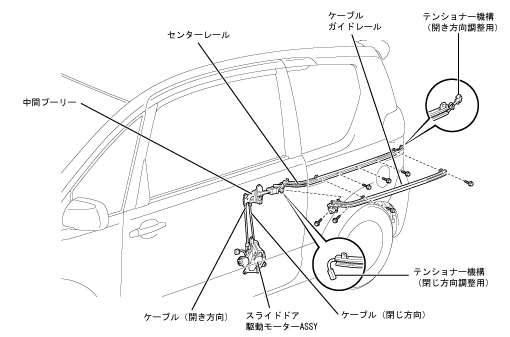 ケーブル
ガイドレール
テンショナー機構
（開き方向調整用）
センターレール
中間プーリー
テンショナー機構
（閉じ方向調整用）
ケーブル（開き方向）
スライドドア
駆動モーターASSY
ケーブル（閉じ方向）